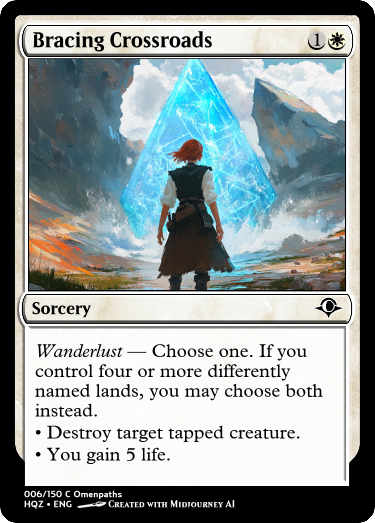 Bracing Crossroads 1
Sorcery
Wanderlust — Choose one. If you
control four or more differently
named lands, you may choose both
instead.
• Destroy target tapped creature.
• You gain 5 life.
006/150 C Omenpaths
HQZ • ENG Created with Midjourney AI